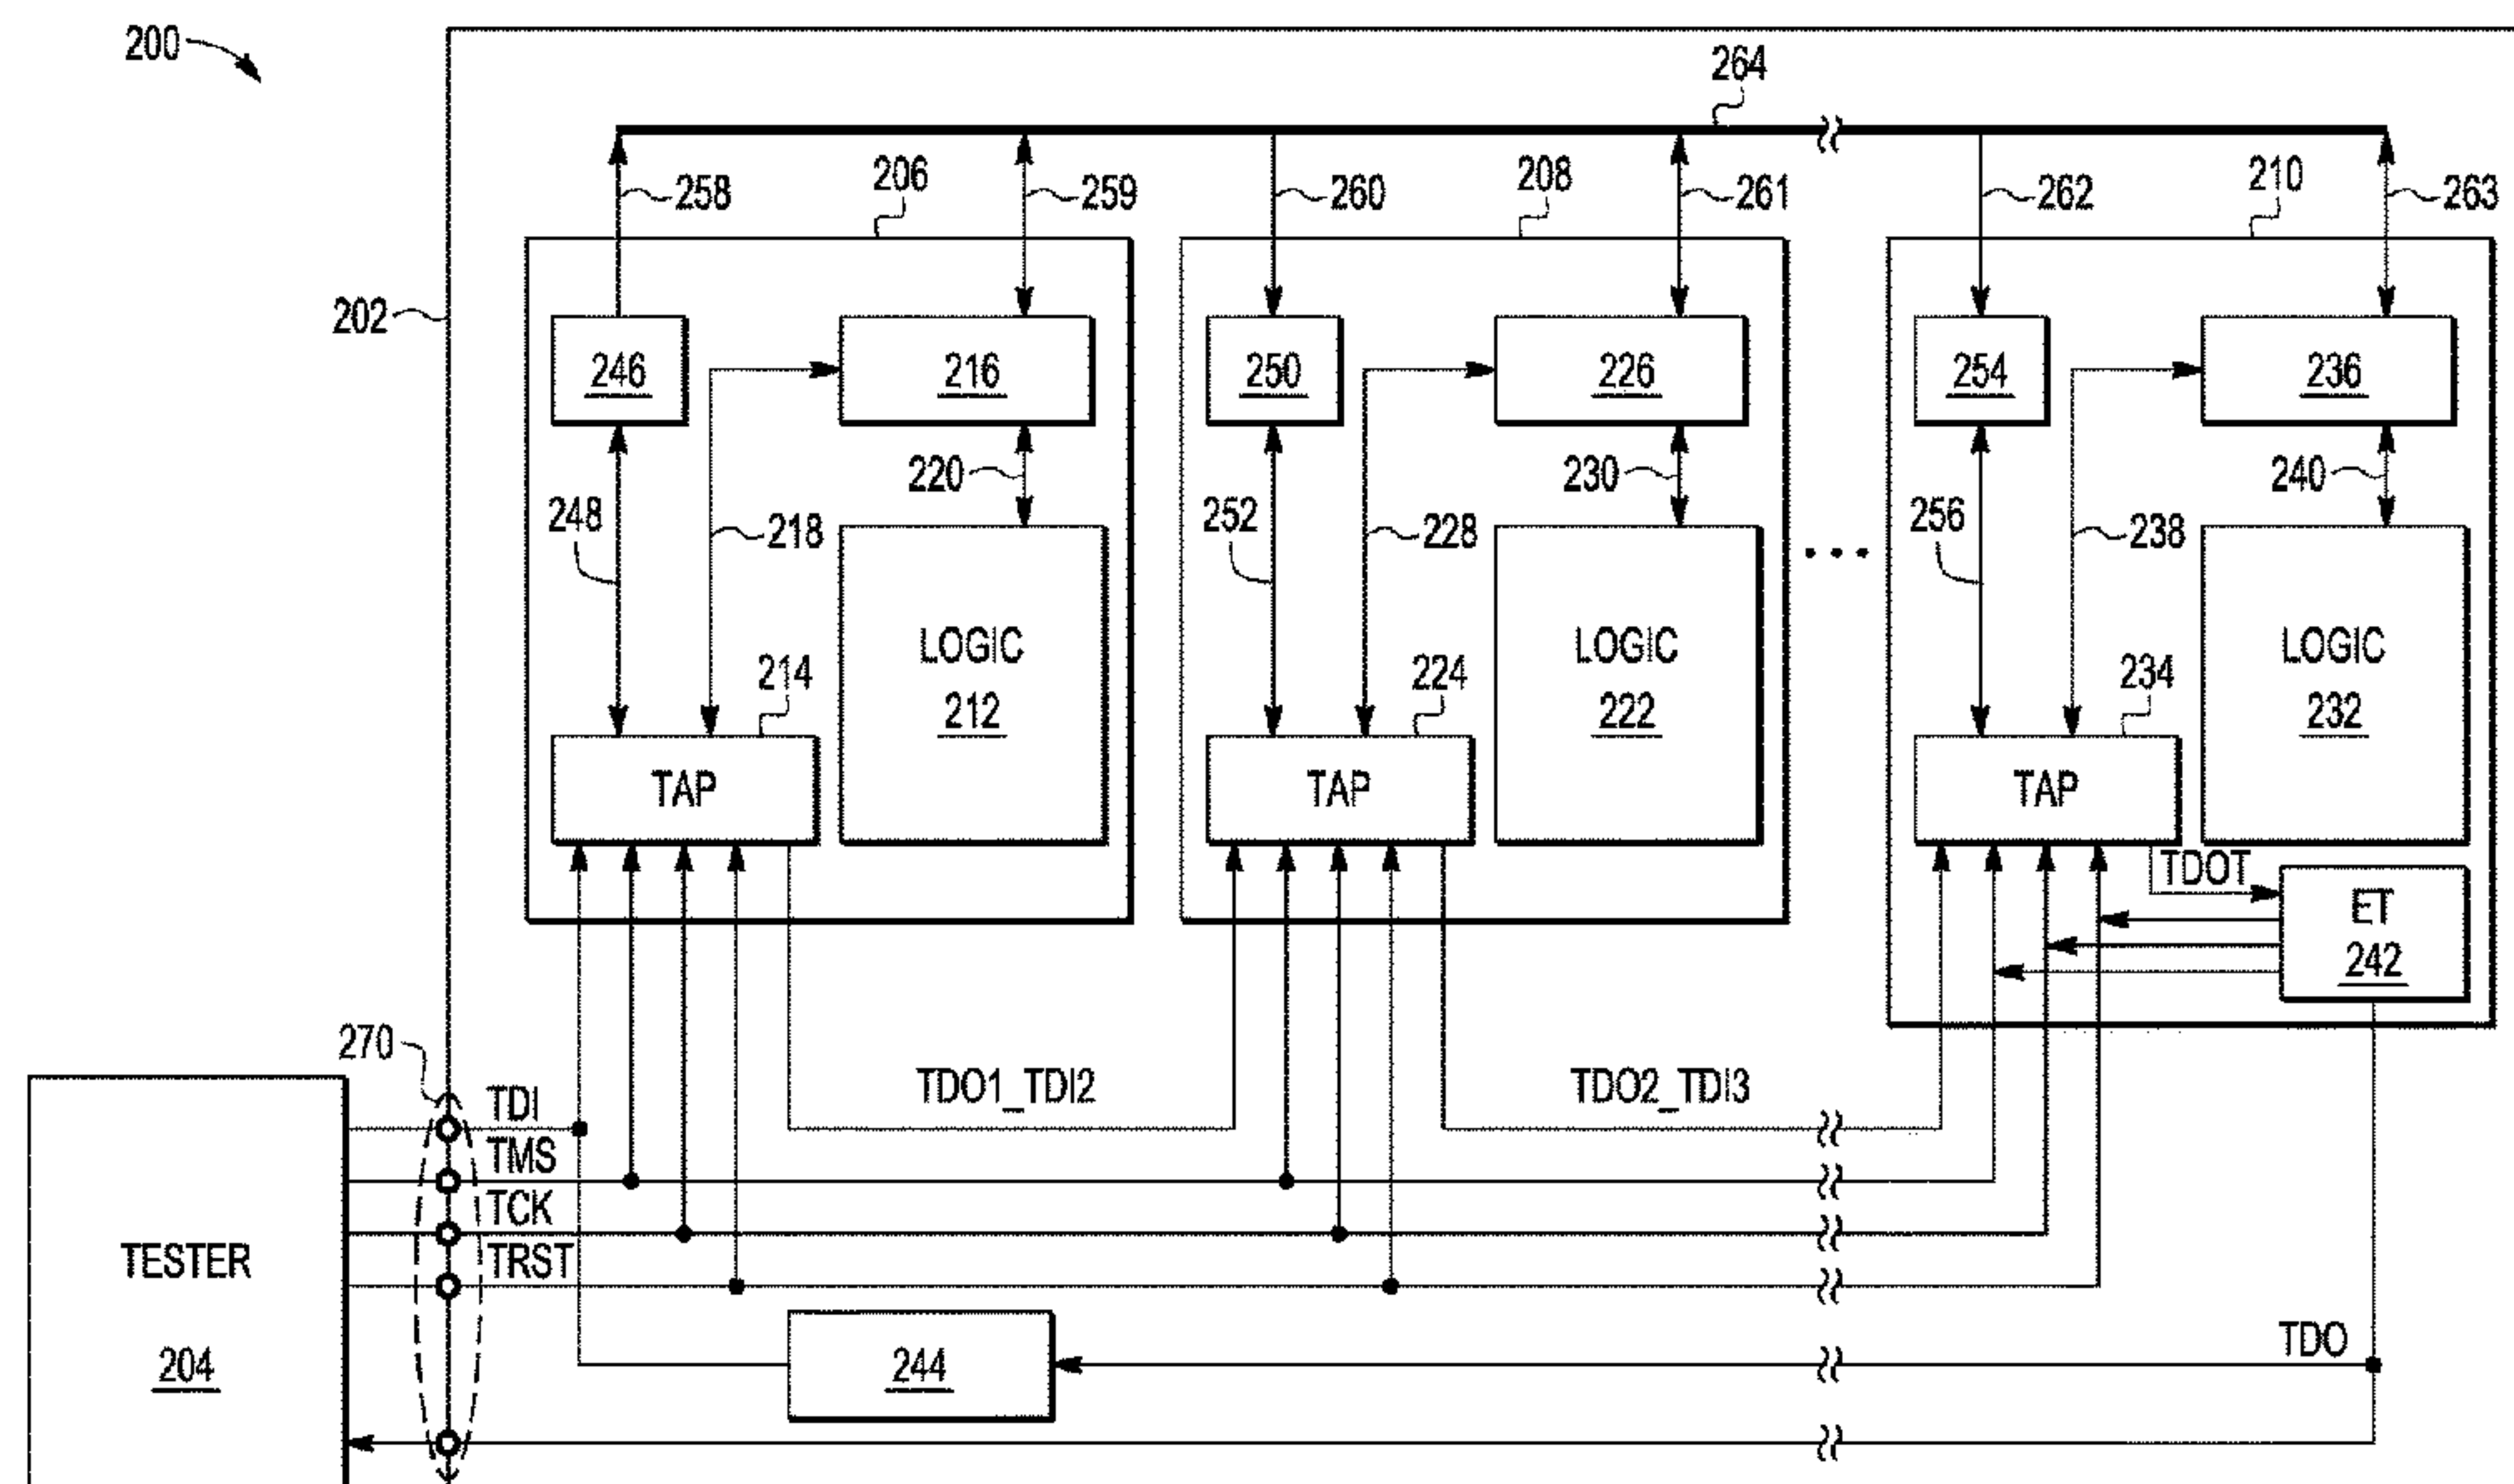 200
264
258
206
259
260
208
261
262
210
263
202
246
216
250
226
254
236
220
230
240
248
218
252
228
256
238
LOGIC
212
LOGIC
222
LOGIC
232
214
224
234
TAP
TAP
TAP
TDOT
ET
242
270
TDI
TDO1_TDI2
TDO2_TDI3
TMS
TCK
TRST
TESTER
204
244
TDO